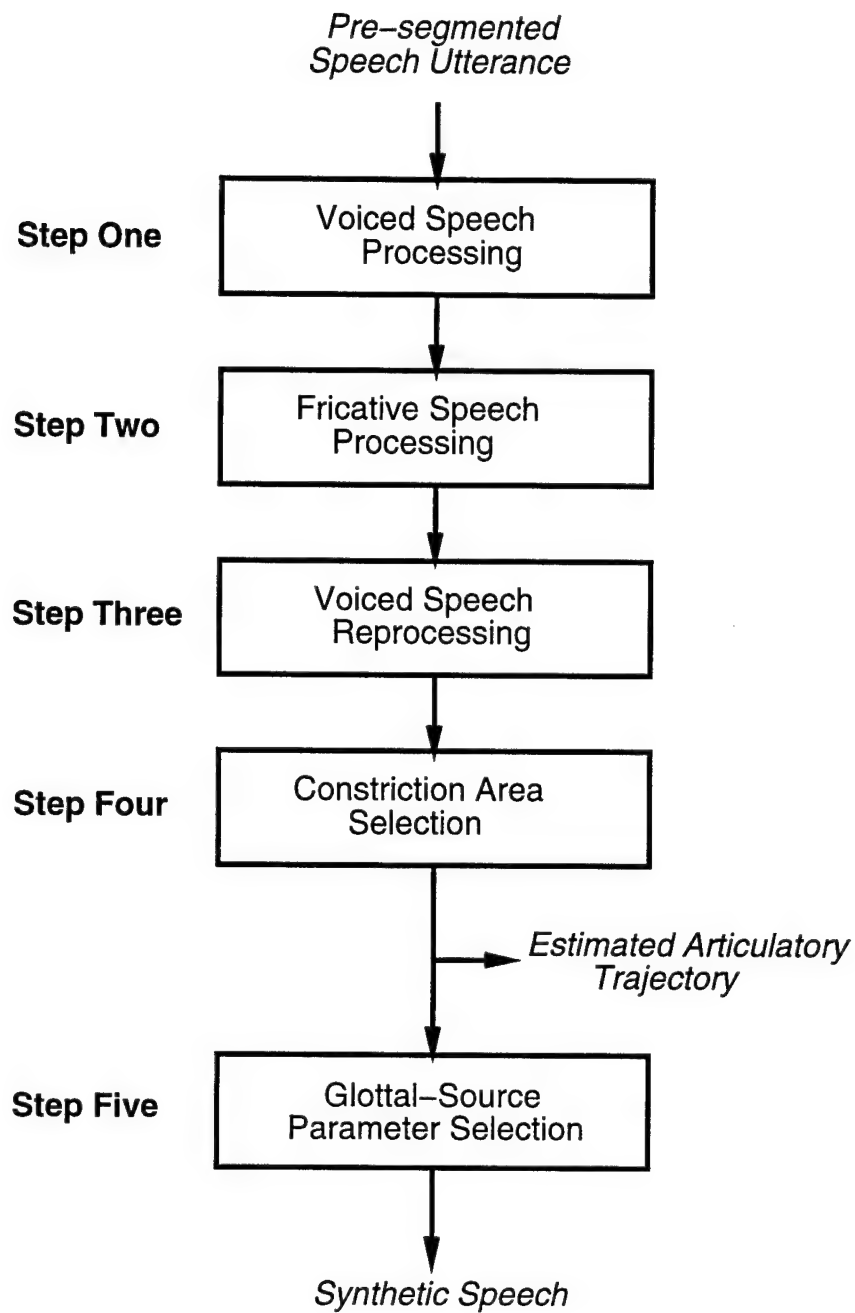 Pre–segmented
Speech Utterance
Step One
Voiced Speech
Processing
Step Two
Fricative Speech
Processing
Step Three
Voiced Speech
Reprocessing
Step Four
Constriction Area
Selection
Estimated Articulatory
Trajectory
Step Five
Glottal–Source
Parameter Selection
Synthetic Speech